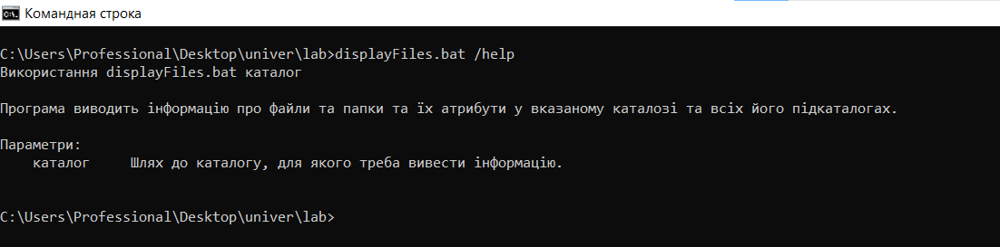 Командная строка
C:\Users\Professional\Desktop\univer\lab>displayFiles.bat /help
Використання displayFiles.bat каталог
Програма виводить інформацію про файли та папки та їх атрибути у вказаному каталозі та всіх його підкаталогах.
Параметри:
    каталог     Шлях до каталогу, для якого треба вивести інформацію.
C:\Users\Professional\Desktop\univer\lab>